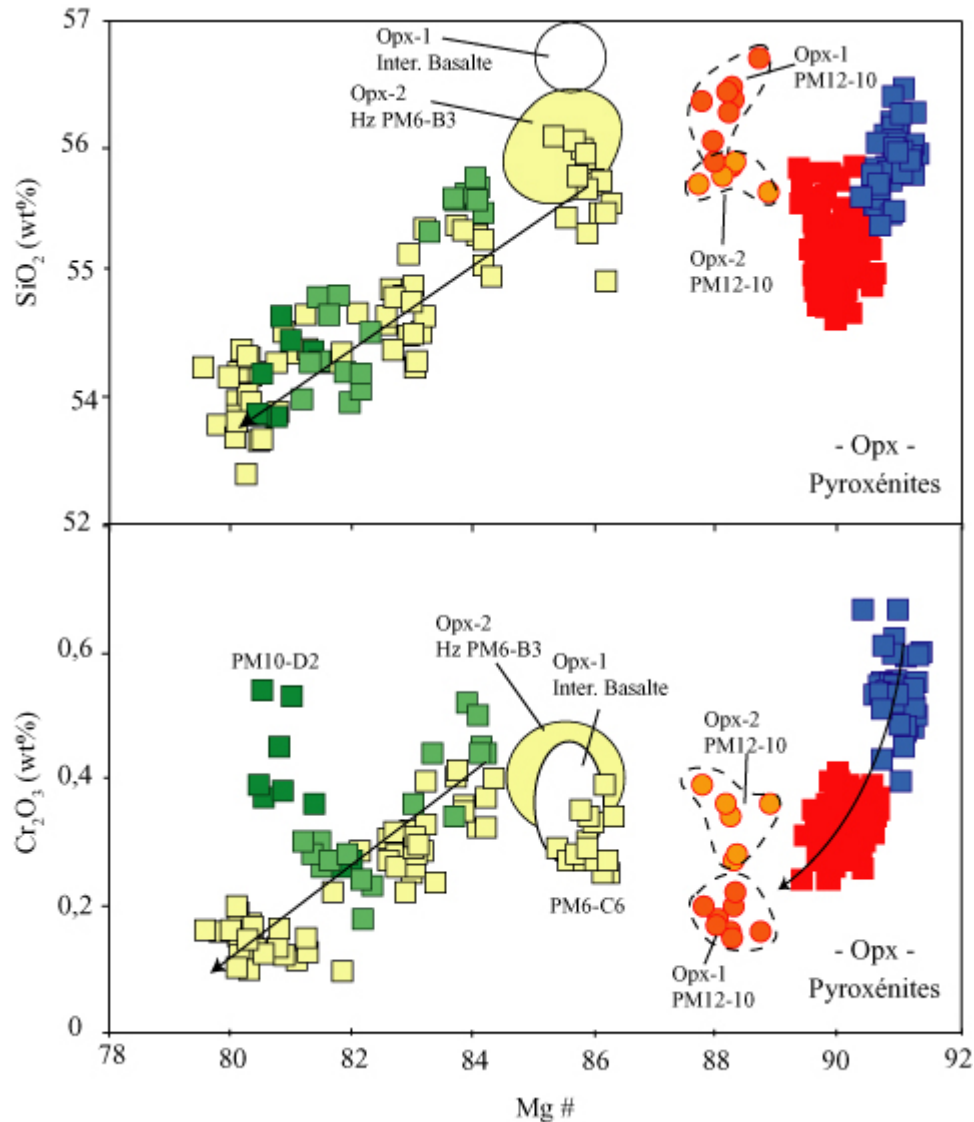 57
56
55
54
52
SiO₂ (wt%)
Opx-1
Inter. Basalte
Opx-2
Hz PM6-B3
Opx-1
PM12-10
Opx-2
PM12-10
- Opx -
Pyroxénites
0,6
0,4
0,2
0
Cr₂O₃ (wt%)
PM10-D2
Opx-2
Hz PM6-B3
Opx-1
Inter. Basalte
PM6-C6
Opx-2
PM12-10
Opx-1
PM12-10
- Opx -
Pyroxénites
78
80
82
84
86
88
90
92
Mg #